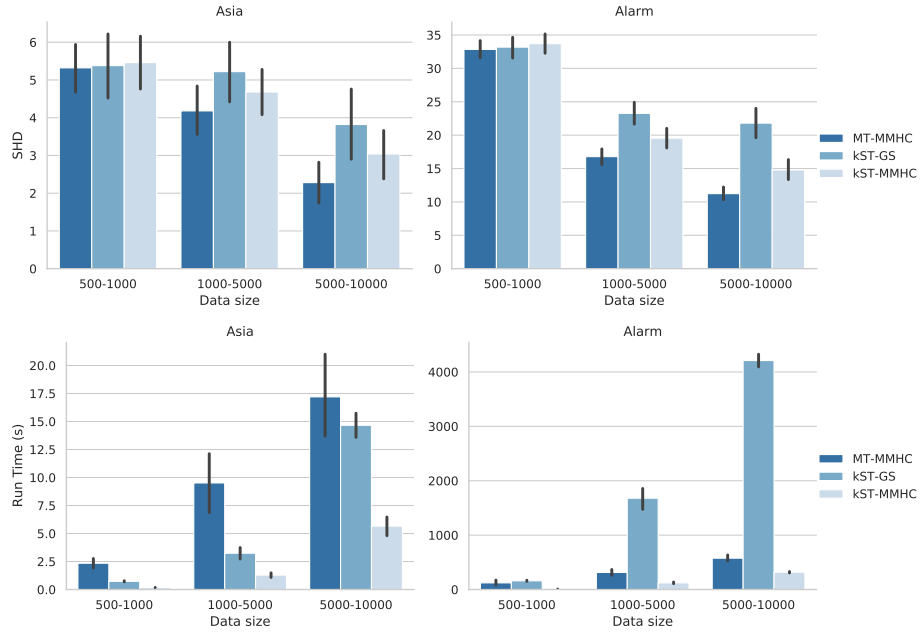 Asia
Alarm
6
5
4
3
2
1
0
SHD
500-1000
1000-5000
5000-10000
Data size
35
30
25
20
15
10
5
0
500-1000
1000-5000
5000-10000
Data size
MT-MMHC
kST-GS
kST-MMHC
Asia
Alarm
20.0
17.5
15.0
12.5
10.0
7.5
5.0
2.5
0.0
Run Time (s)
500-1000
1000-5000
5000-10000
Data size
4000
3000
2000
1000
0
500-1000
1000-5000
5000-10000
Data size
MT-MMHC
kST-GS
kST-MMHC